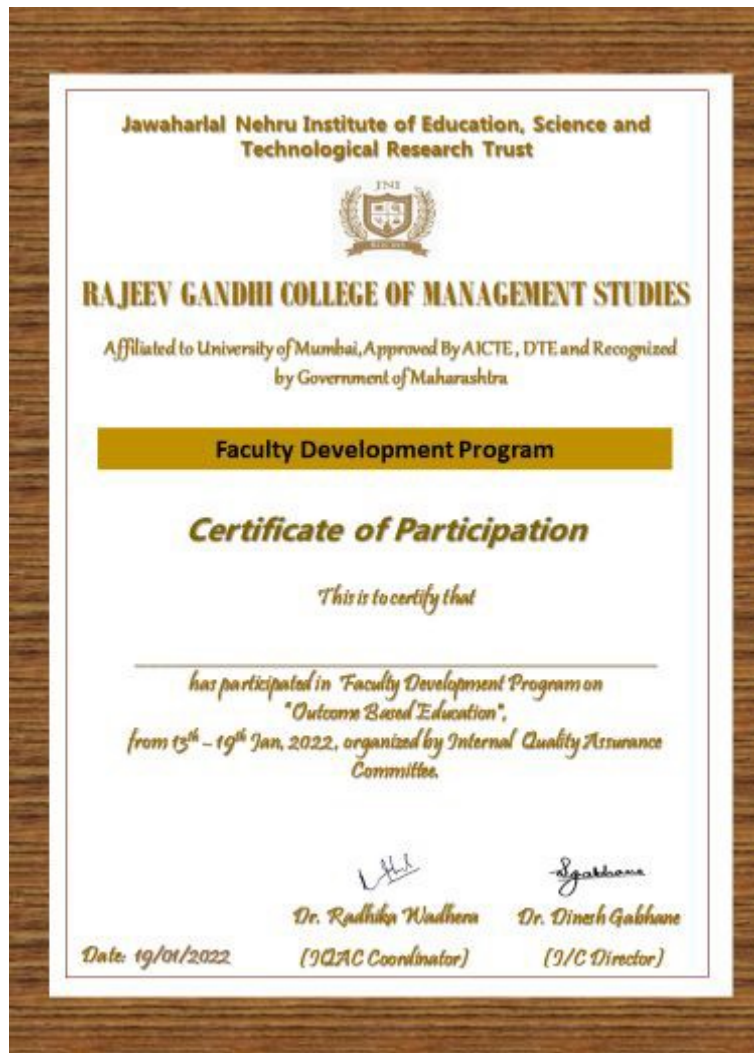 Jawaharlal Nehru Institute of Education, Science and
Technological Research Trust
JNI
RAJEEV GANDHI COLLEGE OF MANAGEMENT STUDIES
Affiliated to University of Mumbai, Approved By AICTE, DTE and Recognized
by Government of Maharashtra
Faculty Development Program
Certificate of Participation
This is to certify that
has participated in Faculty Development Program on
"Outcome Based Education",
from 13th – 19th Jan, 2022, organized by Internal Quality Assurance
Committee.
Dr. Radhika Wadhera Dr. Dinesh Gabhane
Date: 19/01/2022 (IQAC Coordinator) (I/C Director)